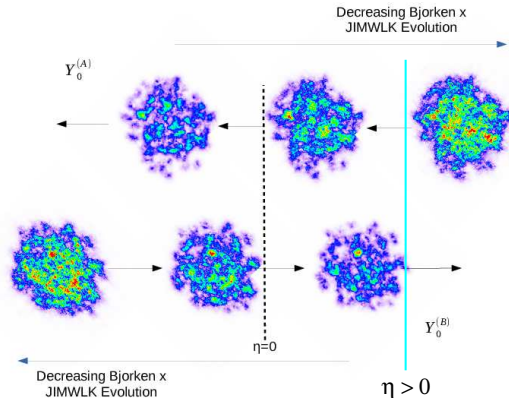 Decreasing Bjorken x
JIMWLK Evolution
Y_0^(A)
Y_0^(B)
η=0
Decreasing Bjorken x
JIMWLK Evolution
η > 0